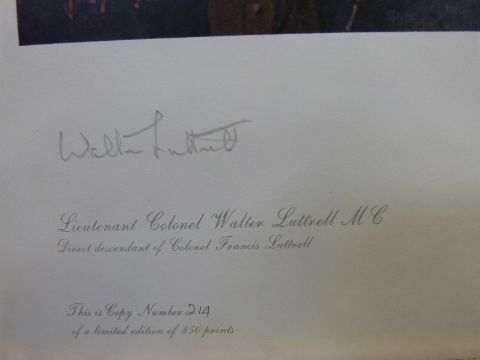 Walter Luttrell
Lieutenant Colonel Walter Luttrell M C
Direct descendant of Colonel Francis Luttrell
This is Copy Number 214
of a limited edition of 850 prints